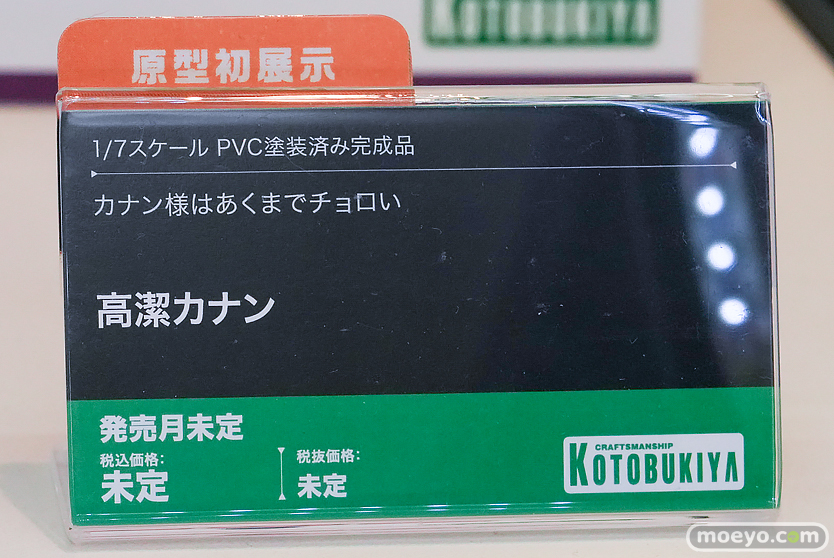 KOTOBUKIYA
原型初展示
1/7スケール PVC塗装済み完成品
カナン様はあくまでチョロい
高潔カナン
発売月未定
税込価格:
未定
税抜価格:
未定
CRAFTSMANSHIP
KOTOBUKIYA
moeyo.com